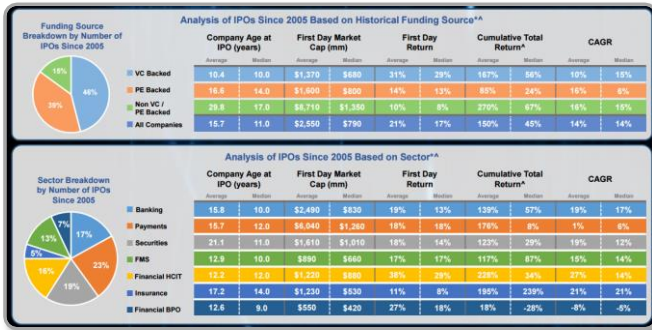 Funding Source
Breakdown by Number of
IPOs Since 2005
15%
46%
39%
Analysis of IPOs Since 2005 Based on Historical Funding Source^^
Company Age at IPO (years) First Day Market Cap (mm) First Day Return Cumulative Total Return^ CAGR
Average Median Average Median Average Median Average Median Average Median
VC Backed 10.4 10.0 $1,370 $680 31% 29% 167% 56% 10% 15%
PE Backed 16.6 14.0 $1,600 $800 14% 13% 65% 24% 16% 6%
Non VC / PE Backed 29.8 17.0 $8,710 $1,350 10% 8% 270% 67% 16% 15%
All Companies 15.7 11.0 $2,550 $790 21% 17% 150% 45% 14% 14%
Sector Breakdown
by Number of IPOs
Since 2005
7%
17%
13%
5%
23%
16%
19%
Analysis of IPOs Since 2005 Based on Sector^^
Company Age at IPO (years) First Day Market Cap (mm) First Day Return Cumulative Total Return^ CAGR
Average Median Average Median Average Median Average Median Average Median
Banking 15.8 10.0 $2,490 $830 19% 13% 139% 57% 19% 17%
Payments 15.7 12.0 $6,040 $1,260 18% 18% 176% 8% 1% 6%
Securities 21.1 11.0 $1,610 $1,010 18% 14% 123% 29% 19% 12%
FMS 12.9 10.0 $890 $660 17% 17% 117% 87% 15% 14%
Financial HCIT 12.2 12.0 $1,220 $880 38% 29% 229% 34% 27% 14%
Insurance 17.2 14.0 $1,230 $530 11% 8% 195% 239% 21% 21%
Financial BPO 12.6 9.0 $550 $420 27% 18% 18% -28% -8% -5%